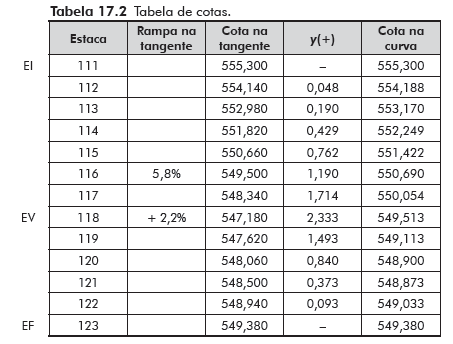 Tabela 17.2 Tabela de cotas.
Estaca Rampa na tangente Cota na tangente y(+) Cota na curva
EI 111 555,300 – 555,300
112 554,140 0,048 554,188
113 552,980 0,190 553,170
114 551,820 0,429 552,249
115 550,660 0,762 551,422
116 5,8% 549,500 1,190 550,690
117 548,340 1,714 550,054
EV 118 + 2,2% 547,180 2,333 549,513
119 547,620 1,493 549,113
120 548,060 0,840 548,900
121 548,500 0,373 548,873
122 548,940 0,093 549,033
EF 123 549,380 – 549,380